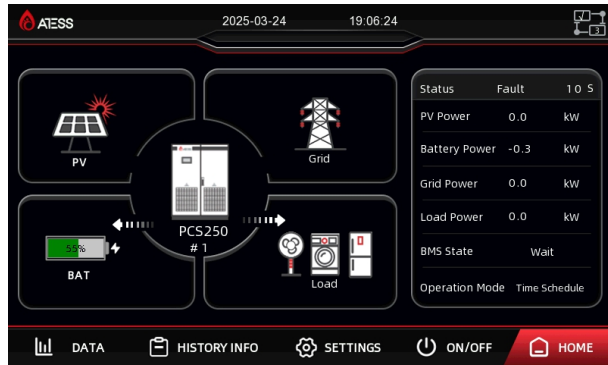 ATESS 2025-03-24 19:06:24
3
Status Fault 10 S
PV Power 0.0 kW
Battery Power -0.3 kW
Grid Power 0.0 kW
Load Power 0.0 kW
BMS State Wait
Operation Mode Time Schedule
PV
Grid
PCS250
#1
55%
BAT
Load
DATA HISTORY INFO SETTINGS ON/OFF HOME